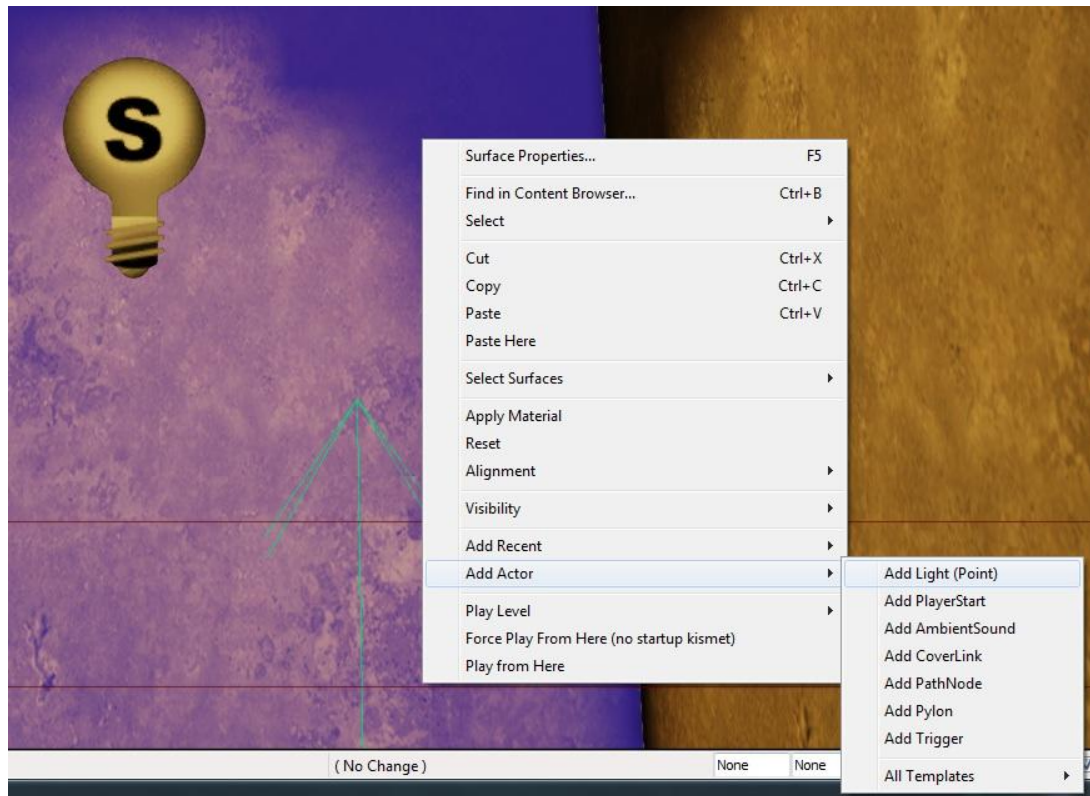 S
Surface Properties... F5
Find in Content Browser... Ctrl+B
Select
Cut Ctrl+X
Copy Ctrl+C
Paste Ctrl+V
Paste Here
Select Surfaces
Apply Material
Reset
Alignment
Visibility
Add Recent
Add Actor
Play Level
Force Play From Here (no startup kismet)
Play from Here
Add Light (Point)
Add PlayerStart
Add AmbientSound
Add CoverLink
Add PathNode
Add Pylon
Add Trigger
All Templates
( No Change ) None None